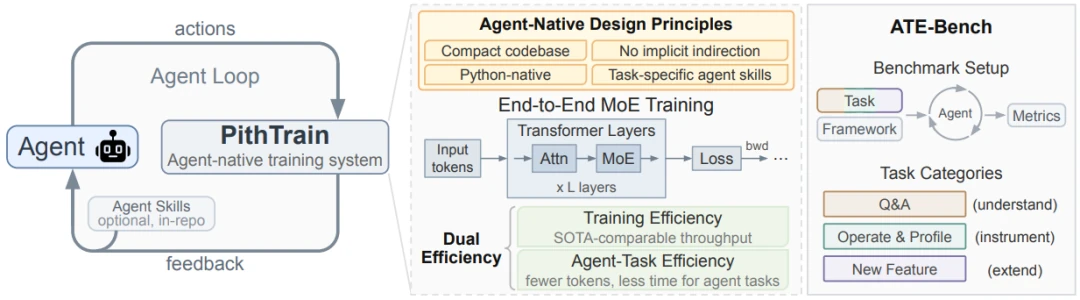 actions
Agent Loop
Agent
PithTrain
Agent-native training system
Agent Skills
optional, in-repo
feedback
Agent-Native Design Principles
Compact codebase
No implicit indirection
Python-native
Task-specific agent skills
End-to-End MoE Training
Input
tokens
Transformer Layers
Attn
MoE
x L layers
Loss
bwd
...
Dual
Efficiency
Training Efficiency
SOTA-comparable throughput
Agent-Task Efficiency
fewer tokens, less time for agent tasks
ATE-Bench
Benchmark Setup
Task
Framework
Agent
Metrics
Task Categories
Q&A
(understand)
Operate & Profile
(instrument)
New Feature
(extend)